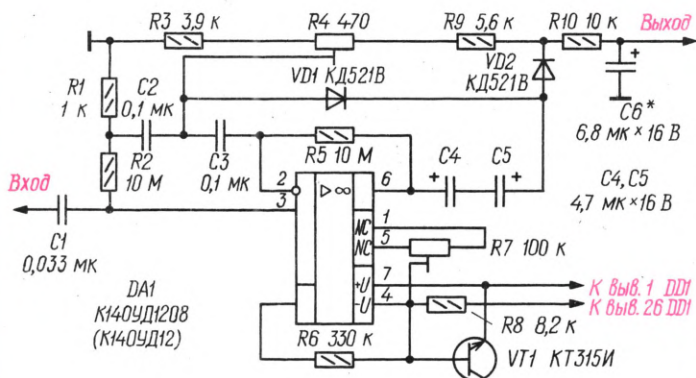 R3 3,9 к
R4 470
R9 5,6 к
R10 10 к
Выход
R1
1 к
C2
0,1 мк
VD1 КД521В
VD2
КД521В
+
C6*
6,8 мк×16 В
R2
10 М
C3
0,1 мк
R5 10 М
C4
C5
+
+
C4, C5
4,7 мк×16 В
Вход
C1
0,033 мк
2
3
▷ ∞
6
NC
NC
1
5
R7 100 к
+U
-U
7
4
К выв. 1 DD1
К выв. 26 DD1
DA1
К140УД1208
(К140УД12)
R6 330 к
R8 8,2 к
VT1 КТ315И